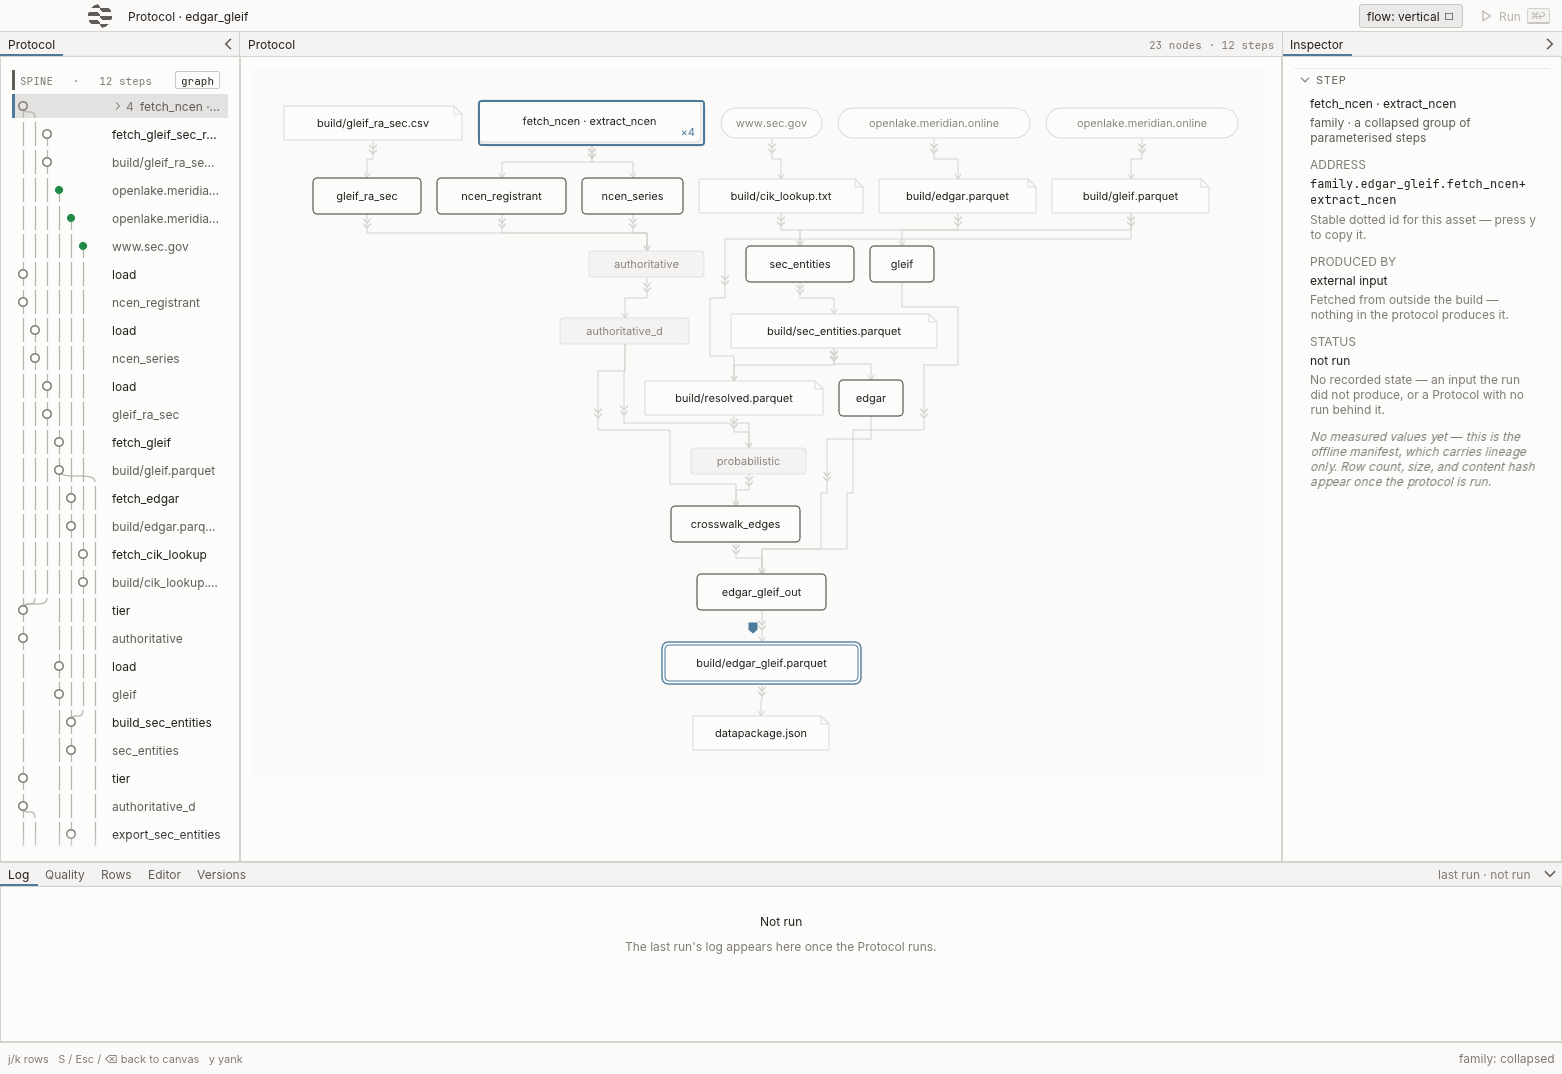 Protocol · edgar_gleif
flow: vertical
Run
Protocol
Protocol
23 nodes · 12 steps
Inspector
SPINE · 12 steps
graph
4 fetch_ncen ·...
fetch_gleif_sec_r...
build/gleif_ra_se...
openlake.meridia...
openlake.meridia...
www.sec.gov
load
ncen_registrant
load
ncen_series
load
gleif_ra_sec
fetch_gleif
build/gleif.parquet
fetch_edgar
build/edgar.parq...
fetch_cik_lookup
build/cik_lookup....
tier
authoritative
load
gleif
build_sec_entities
sec_entities
tier
authoritative_d
export_sec_entities
build/gleif_ra_sec.csv
fetch_ncen · extract_ncen
×4
www.sec.gov
openlake.meridian.online
openlake.meridian.online
gleif_ra_sec
ncen_registrant
ncen_series
build/cik_lookup.txt
build/edgar.parquet
build/gleif.parquet
authoritative
sec_entities
gleif
authoritative_d
build/sec_entities.parquet
build/resolved.parquet
edgar
probabilistic
crosswalk_edges
edgar_gleif_out
build/edgar_gleif.parquet
datapackage.json
STEP
fetch_ncen · extract_ncen
family · a collapsed group of
parameterised steps
ADDRESS
family.edgar_gleif.fetch_ncen+
extract_ncen
Stable dotted id for this asset — press y
to copy it.
PRODUCED BY
external input
Fetched from outside the build —
nothing in the protocol produces it.
STATUS
not run
No recorded state — an input the run
did not produce, or a Protocol with no
run behind it.
No measured values yet — this is the
offline manifest, which carries lineage
only. Row count, size, and content hash
appear once the protocol is run.
Log
Quality
Rows
Editor
Versions
last run · not run
Not run
The last run's log appears here once the Protocol runs.
j/k rows S / Esc / ⌫ back to canvas y yank
family: collapsed